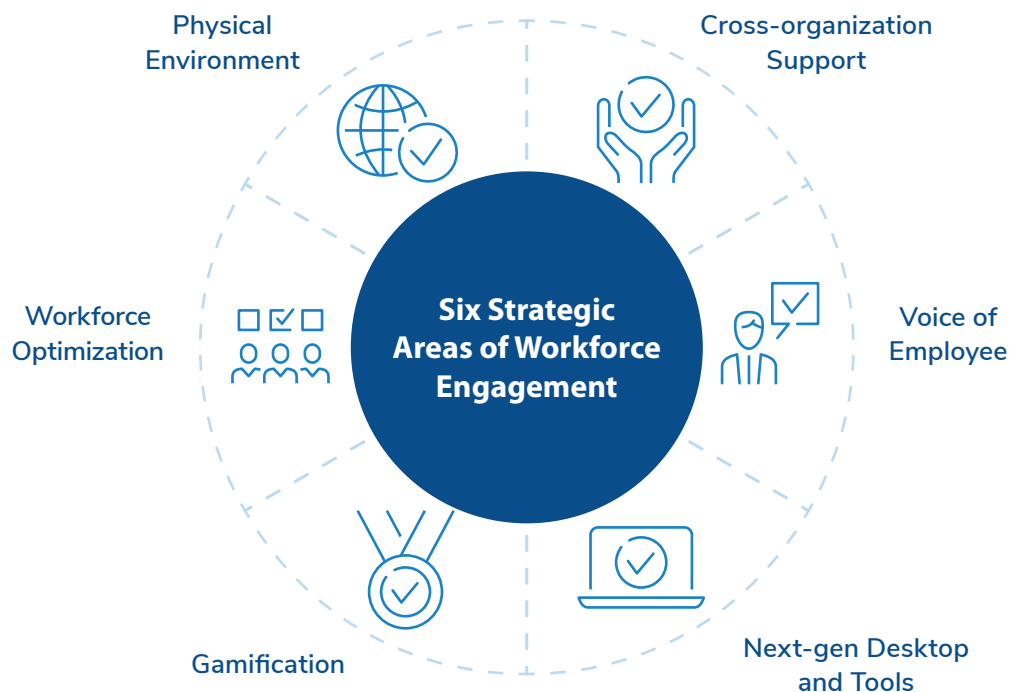 Physical
Environment
Cross-organization
Support
Workforce
Optimization
Six Strategic
Areas of Workforce
Engagement
Voice of
Employee
Gamification
Next-gen Desktop
and Tools